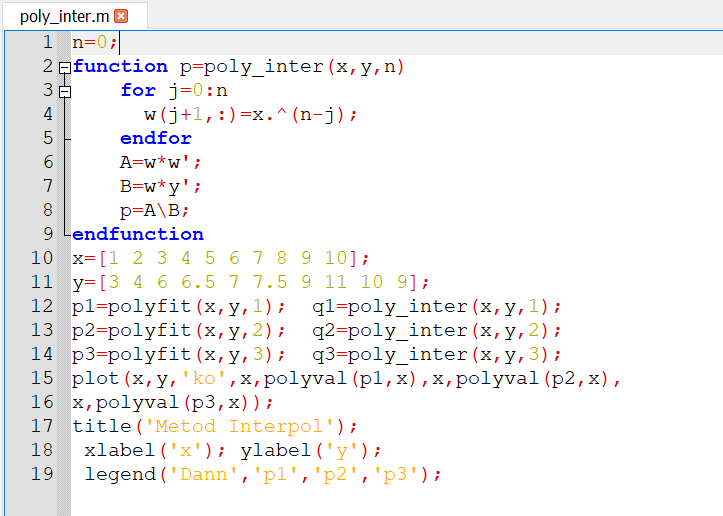 poly_inter.m
1 n=0;
2 function p=poly_inter(x,y,n)
3     for j=0:n
4       w(j+1,:)=x.^(n-j);
5     endfor
6     A=w*w';
7     B=w*y';
8     p=A\B;
9 endfunction
10 x=[1 2 3 4 5 6 7 8 9 10];
11 y=[3 4 6 6.5 7 7.5 9 11 10 9];
12 p1=polyfit(x,y,1);  q1=poly_inter(x,y,1);
13 p2=polyfit(x,y,2);  q2=poly_inter(x,y,2);
14 p3=polyfit(x,y,3);  q3=poly_inter(x,y,3);
15 plot(x,y,'ko',x,polyval(p1,x),x,polyval(p2,x),
16 x,polyval(p3,x));
17 title('Metod Interpol');
18  xlabel('x'); ylabel('y');
19  legend('Dann','p1','p2','p3');